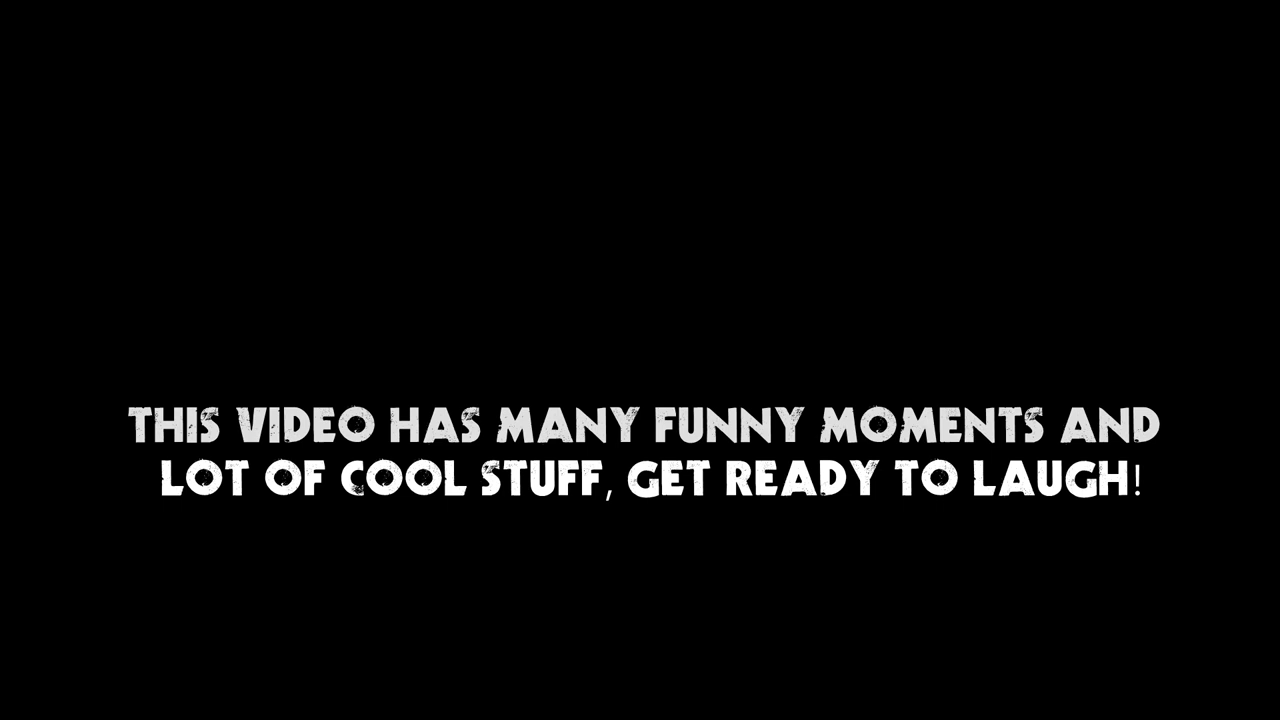 THIS VIDEO HAS MANY FUNNY MOMENTS AND
LOT OF COOL STUFF, GET READY TO LAUGH!